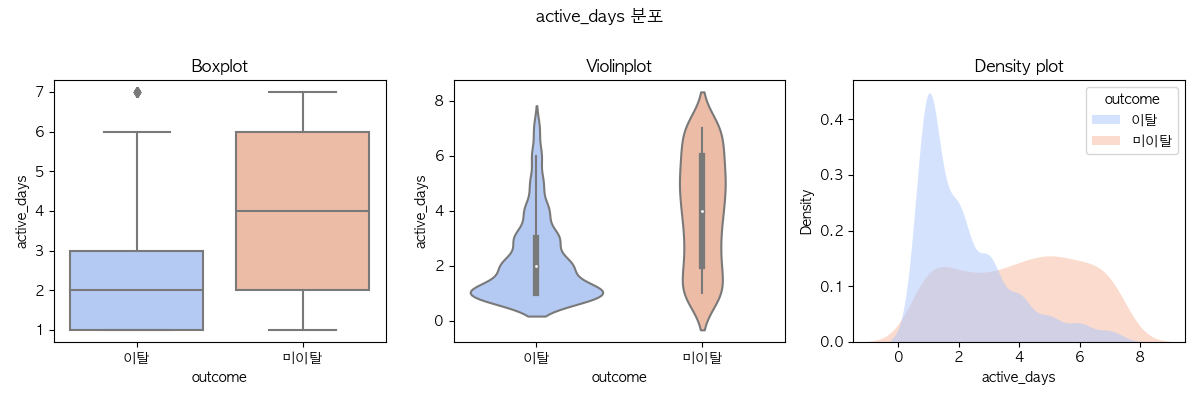 active_days 분포
Boxplot
active_days
7
6
5
4
3
2
1
이탈
미이탈
outcome
Violinplot
active_days
8
6
4
2
0
이탈
미이탈
outcome
Density plot
Density
0.4
0.3
0.2
0.1
0.0
outcome
이탈
미이탈
0
2
4
6
8
active_days